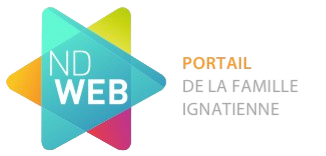 ND
WEB
PORTAIL
DE LA FAMILLE
IGNATIENNE